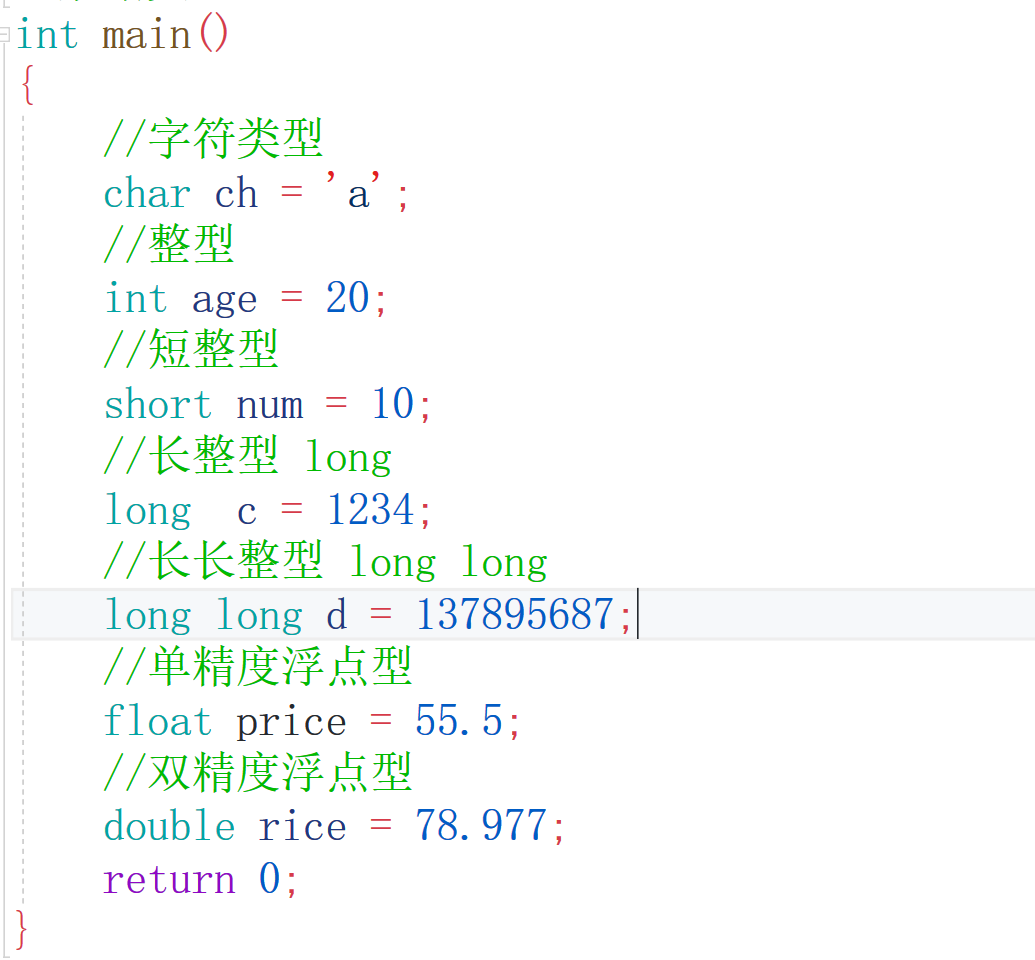 int main()
{
//字符类型
char ch = 'a';
//整型
int age = 20;
//短整型
short num = 10;
//长整型 long
long  c = 1234;
//长长整型 long long
long long d = 137895687;
//单精度浮点型
float price = 55.5;
//双精度浮点型
double rice = 78.977;
return 0;
}